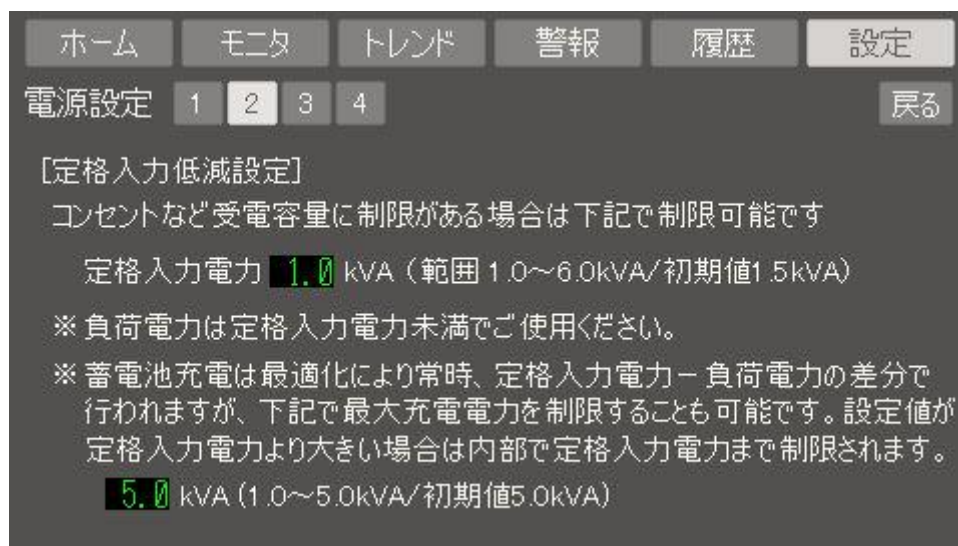 ホーム モニタ トレンド 警報 履歴 設定
電源設定 1 2 3 4 戻る
[定格入力低減設定]
コンセントなど受電容量に制限がある場合は下記で制限可能です
定格入力電力 1.0 kVA（範囲 1.0～6.0kVA/初期値1.5kVA）
※負荷電力は定格入力電力未満でご使用ください。
※蓄電池充電は最適化により常時、定格入力電力－負荷電力の差分で
行われますが、下記で最大充電電力を制限することも可能です。設定値が
定格入力電力より大きい場合は内部で定格入力電力まで制限されます。
5.0 kVA (1.0～5.0kVA/初期値5.0kVA)